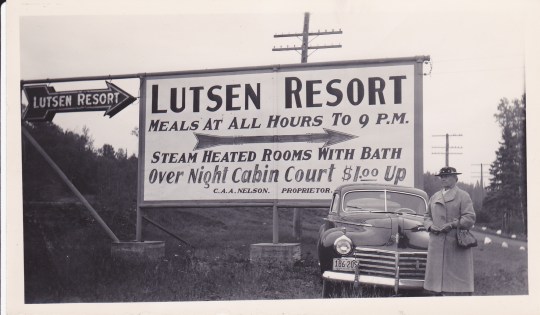 LUTSEN RESORT
LUTSEN RESORT
MEALS AT ALL HOURS TO 9 P.M.
STEAM HEATED ROOMS WITH BATH
OVER NIGHT CABIN COURT $1.00 UP
C.A.A. NELSON. PROPRIETOR.